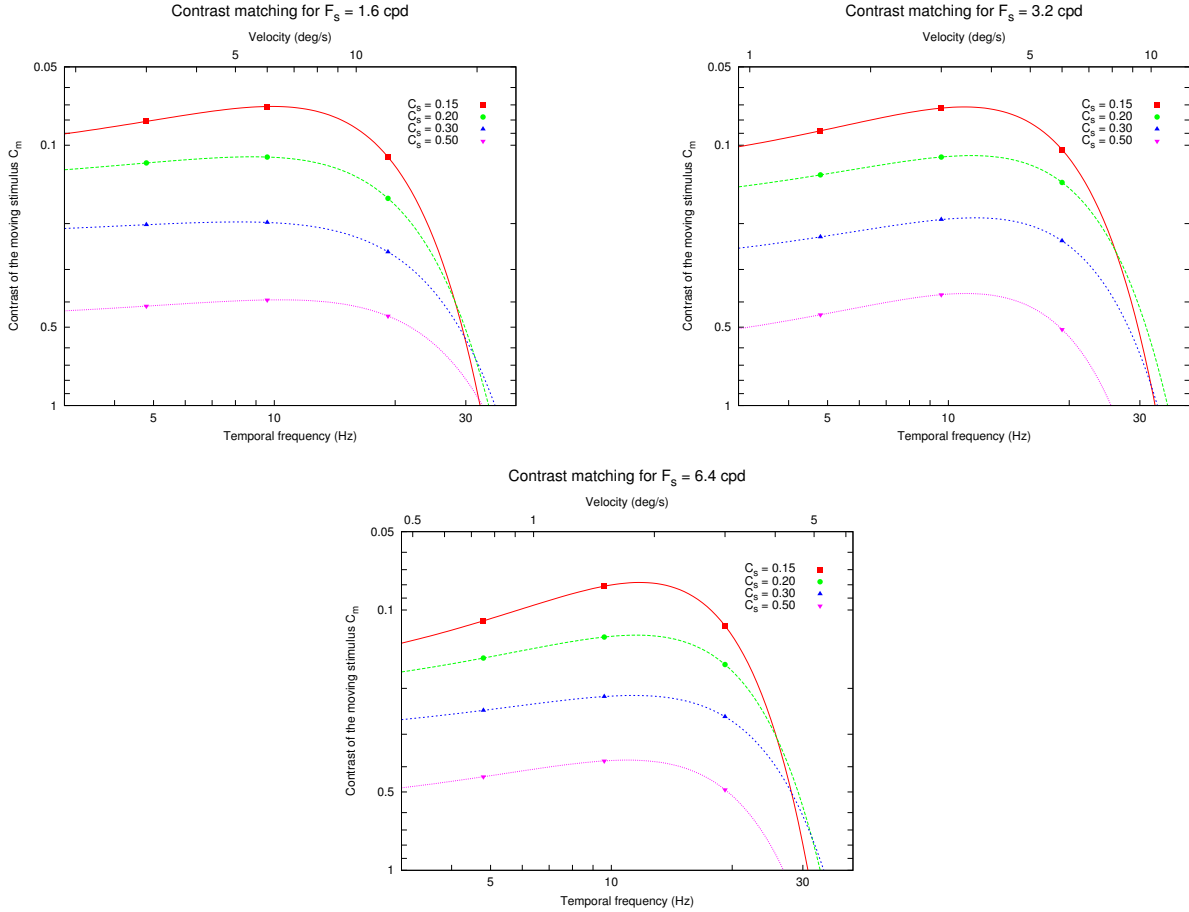 Contrast matching for F_s = 1.6 cpd
Velocity (deg/s)
5 10
0.05
0.1
0.5
1
Contrast of the moving stimulus C_m
C_s = 0.15
C_s = 0.20
C_s = 0.30
C_s = 0.50
5 10 30
Temporal frequency (Hz)
Contrast matching for F_s = 3.2 cpd
Velocity (deg/s)
1 5 10
0.05
0.1
0.5
1
Contrast of the moving stimulus C_m
C_s = 0.15
C_s = 0.20
C_s = 0.30
C_s = 0.50
5 10 30
Temporal frequency (Hz)
Contrast matching for F_s = 6.4 cpd
Velocity (deg/s)
0.5 1 5
0.05
0.1
0.5
1
Contrast of the moving stimulus C_m
C_s = 0.15
C_s = 0.20
C_s = 0.30
C_s = 0.50
5 10 30
Temporal frequency (Hz)